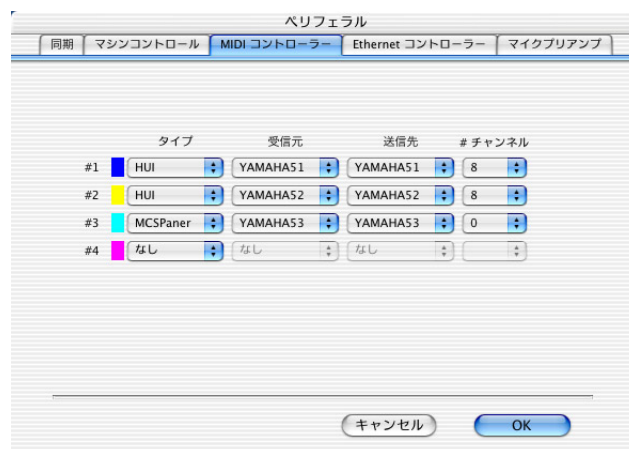 ペリフェラル
同期 マシンコントロール MIDI コントローラー Ethernet コントローラー マイクプリアンプ
タイプ 受信元 送信先 # チャンネル
#1 HUI YAMAHA51 YAMAHA51 8
#2 HUI YAMAHA52 YAMAHA52 8
#3 MCSPaner YAMAHA53 YAMAHA53 0
#4 なし なし なし
キャンセル OK